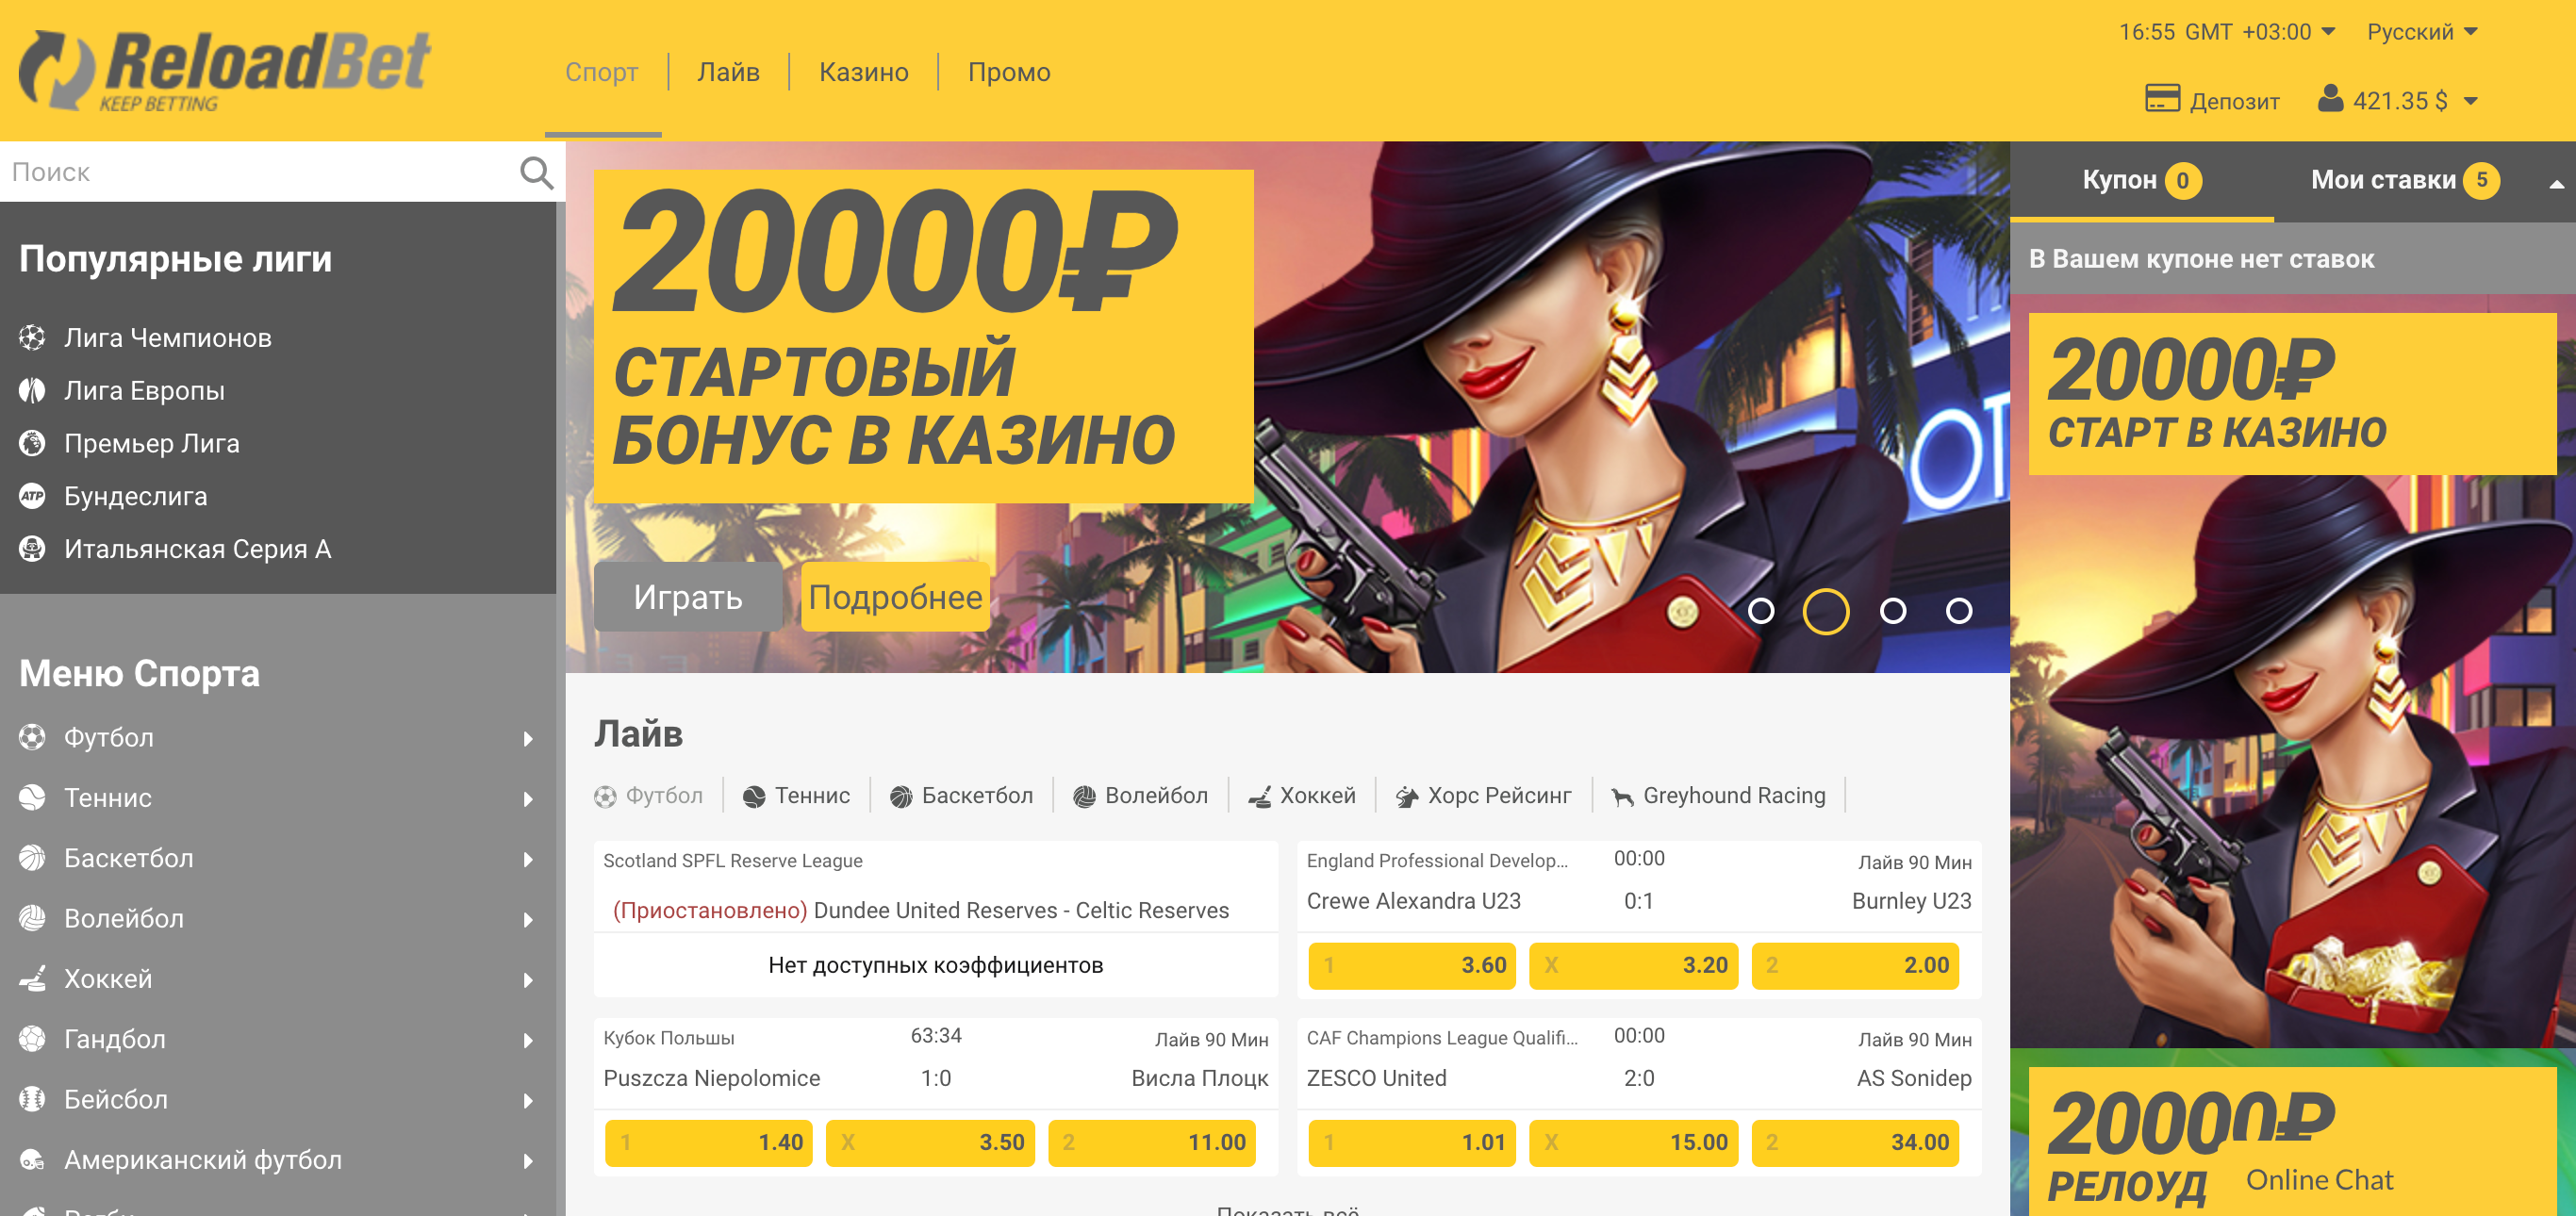 ReloadBet
KEEP BETTING
Спорт
Лайв
Казино
Промо
16:55 GMT +03:00
Русский
Депозит
421.35 $
Поиск
Популярные лиги
Лига Чемпионов
Лига Европы
Премьер Лига
ATP
Бундеслига
Итальянская Серия А
Меню Спорта
Футбол
Теннис
Баскетбол
Волейбол
Хоккей
Гандбол
Бейсбол
Американский футбол
20000₽
СТАРТОВЫЙ
БОНУС В КАЗИНО
Играть
Подробнее
Лайв
Футбол
Теннис
Баскетбол
Волейбол
Хоккей
Хорс Рейсинг
Greyhound Racing
Scotland SPFL Reserve League
(Приостановлено) Dundee United Reserves - Celtic Reserves
Нет доступных коэффициентов
England Professional Develop...
00:00
Лайв 90 Мин
Crewe Alexandra U23
0:1
Burnley U23
1 3.60
X 3.20
2 2.00
Кубок Польшы
63:34
Лайв 90 Мин
Puszcza Niepolomice
1:0
Висла Плоцк
1 1.40
X 3.50
2 11.00
CAF Champions League Qualifi...
00:00
Лайв 90 Мин
ZESCO United
2:0
AS Sonidep
1 1.01
X 15.00
2 34.00
Показать всё
Купон 0
Мои ставки 5
В Вашем купоне нет ставок
20000₽
СТАРТ В КАЗИНО
20000₽
РЕЛОУД
Online Chat